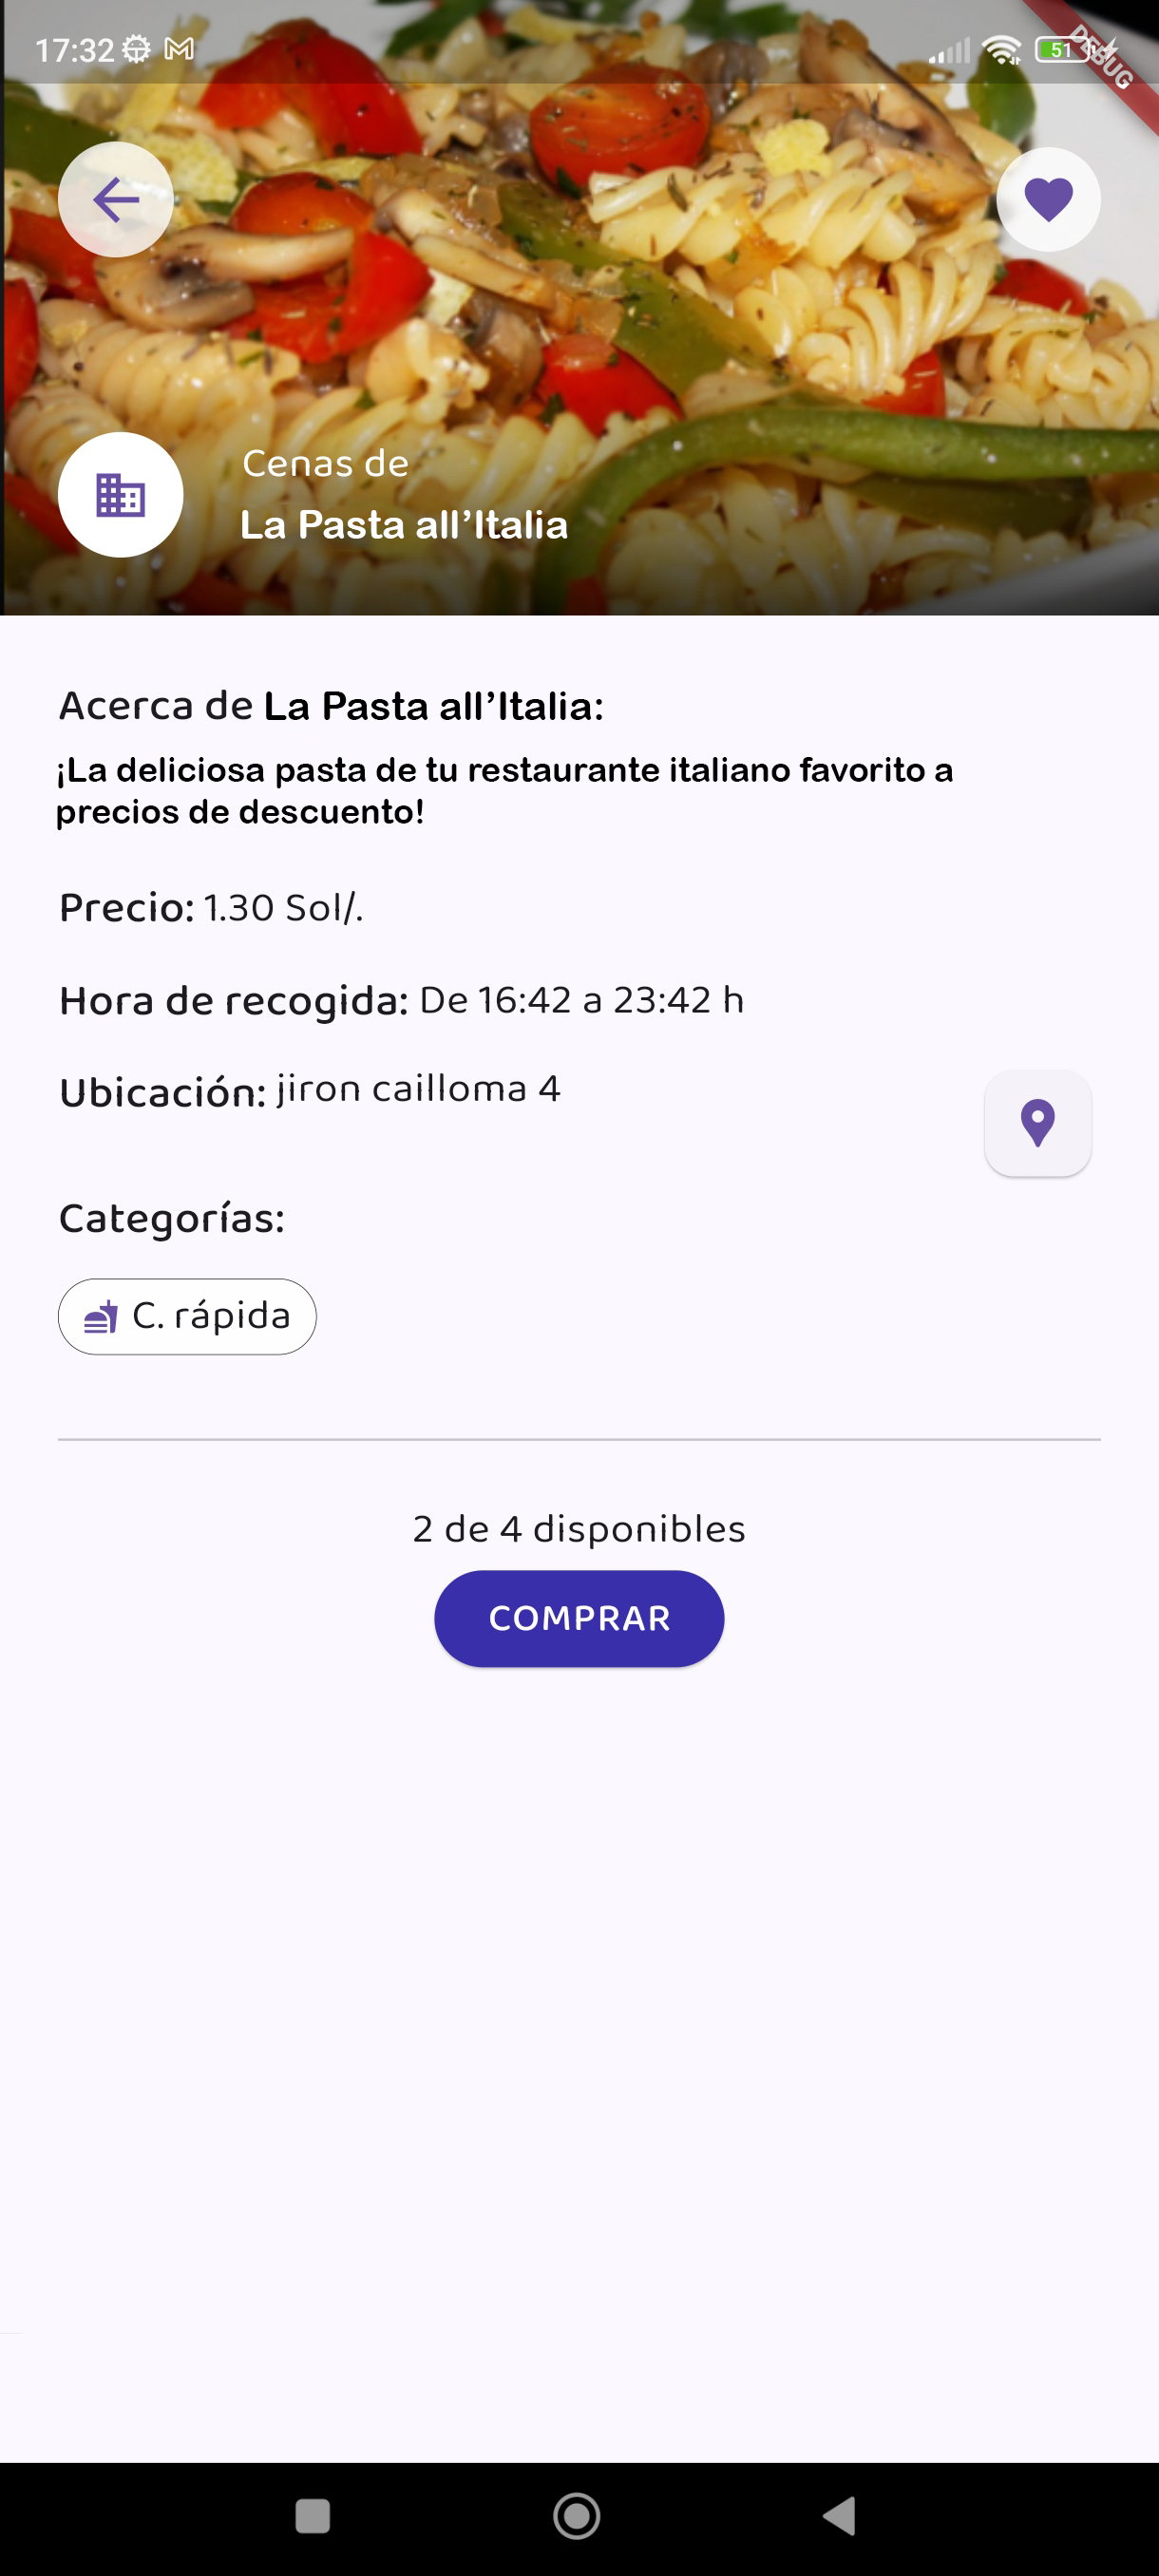 17:32
51
DEBUG
Cenas de
La Pasta all’Italia
Acerca de La Pasta all’Italia:
¡La deliciosa pasta de tu restaurante italiano favorito a
precios de descuento!
Precio: 1.30 Sol/.
Hora de recogida: De 16:42 a 23:42 h
Ubicación: jiron cailloma 4
Categorías:
C. rápida
2 de 4 disponibles
COMPRAR